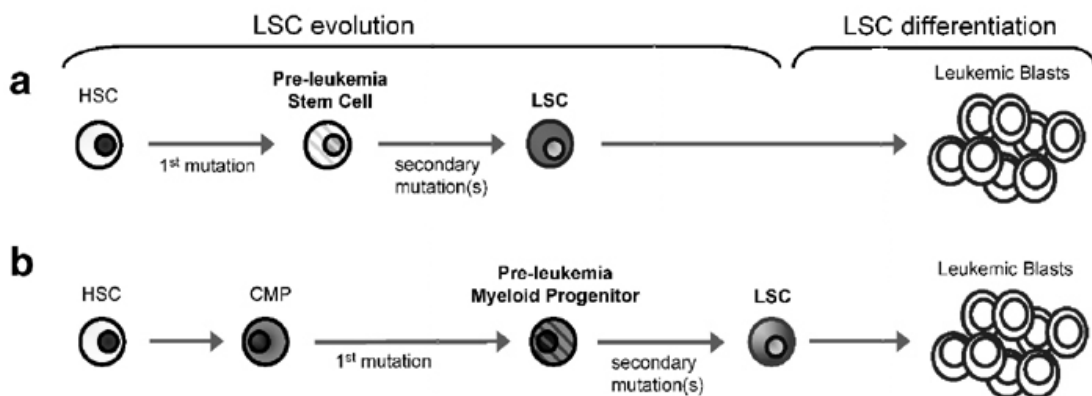 LSC evolution
LSC differentiation
a
HSC
Pre-leukemia
Stem Cell
LSC
Leukemic Blasts
1st mutation
secondary
mutation(s)
b
HSC
CMP
Pre-leukemia
Myeloid Progenitor
LSC
Leukemic Blasts
1st mutation
secondary
mutation(s)